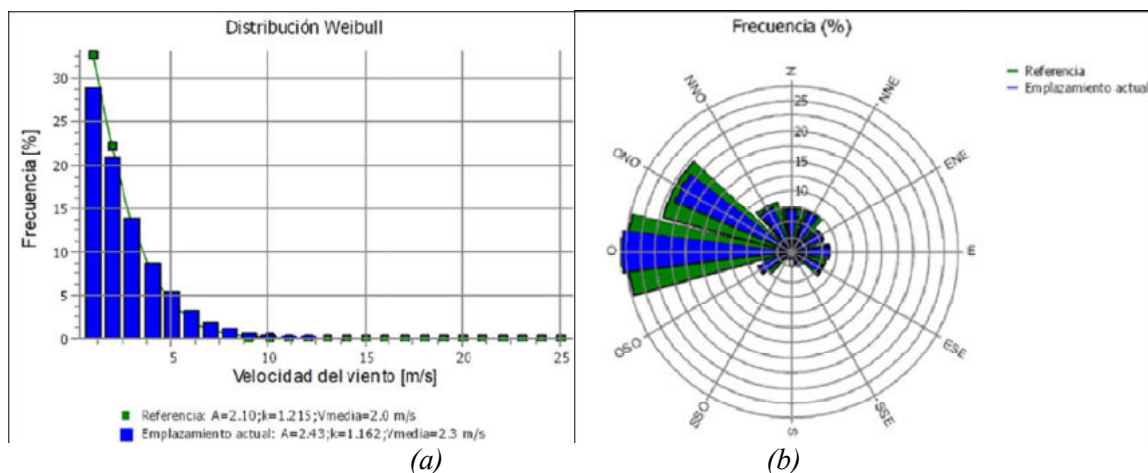 Distribución Weibull
Frecuencia [%]
30
25
20
15
10
5
0
5
10
15
20
25
Velocidad del viento [m/s]
Referencia: A=2.10;k=1.215;Vmedia=2.0 m/s
Emplazamiento actual: A=2.43;k=1.162;Vmedia=2.3 m/s
(a)
Frecuencia (%)
Referencia
Emplazamiento actual
N
NNE
ENE
E
ESE
SSE
S
SSO
OSO
O
ONO
NNO
25
20
15
10
(b)